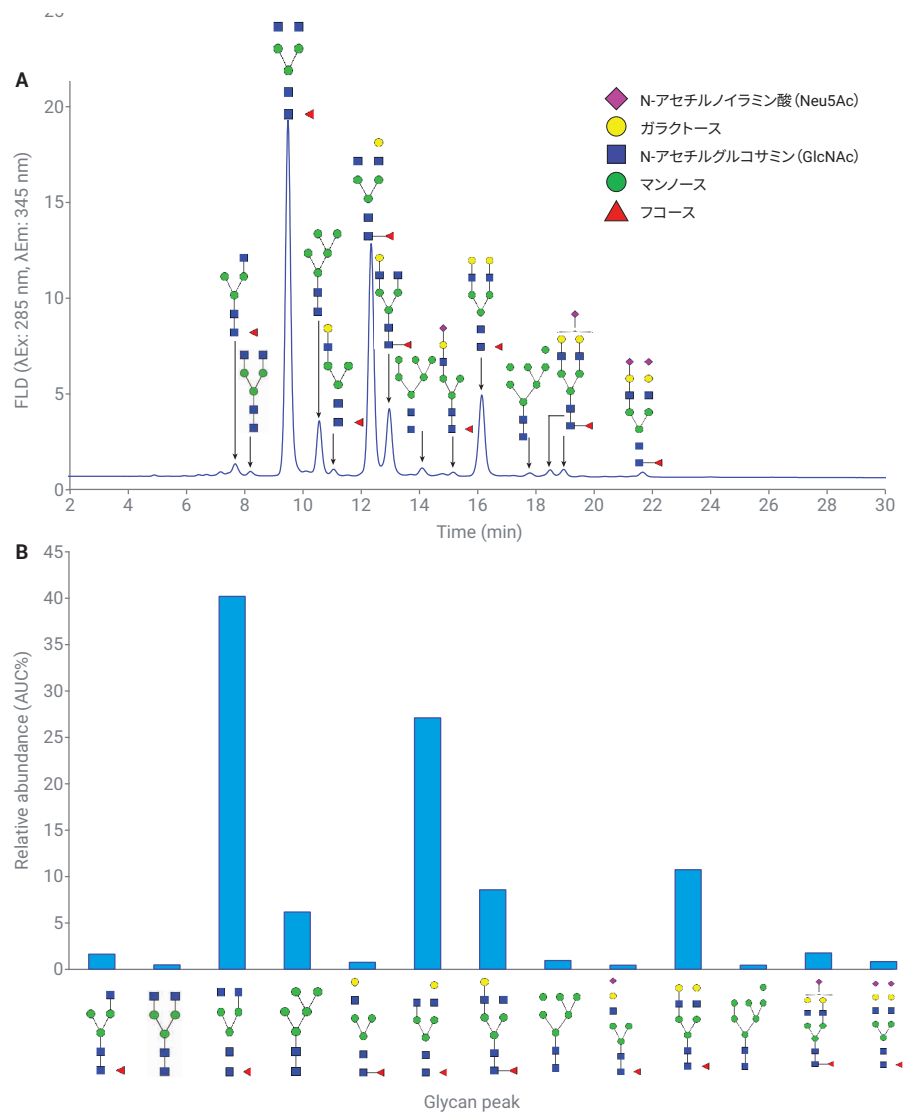 25
A
20
15
10
5
0
FLD (λEx: 285 nm, λEm: 345 nm)
N-アセチルノイラミン酸（Neu5Ac）
ガラクトース
N-アセチルグルコサミン（GlcNAc）
マンノース
フコース
2 4 6 8 10 12 14 16 18 20 22 24 26 28 30
Time (min)
B
45
40
35
30
25
20
15
10
5
0
Relative abundance (AUC%)
Glycan peak